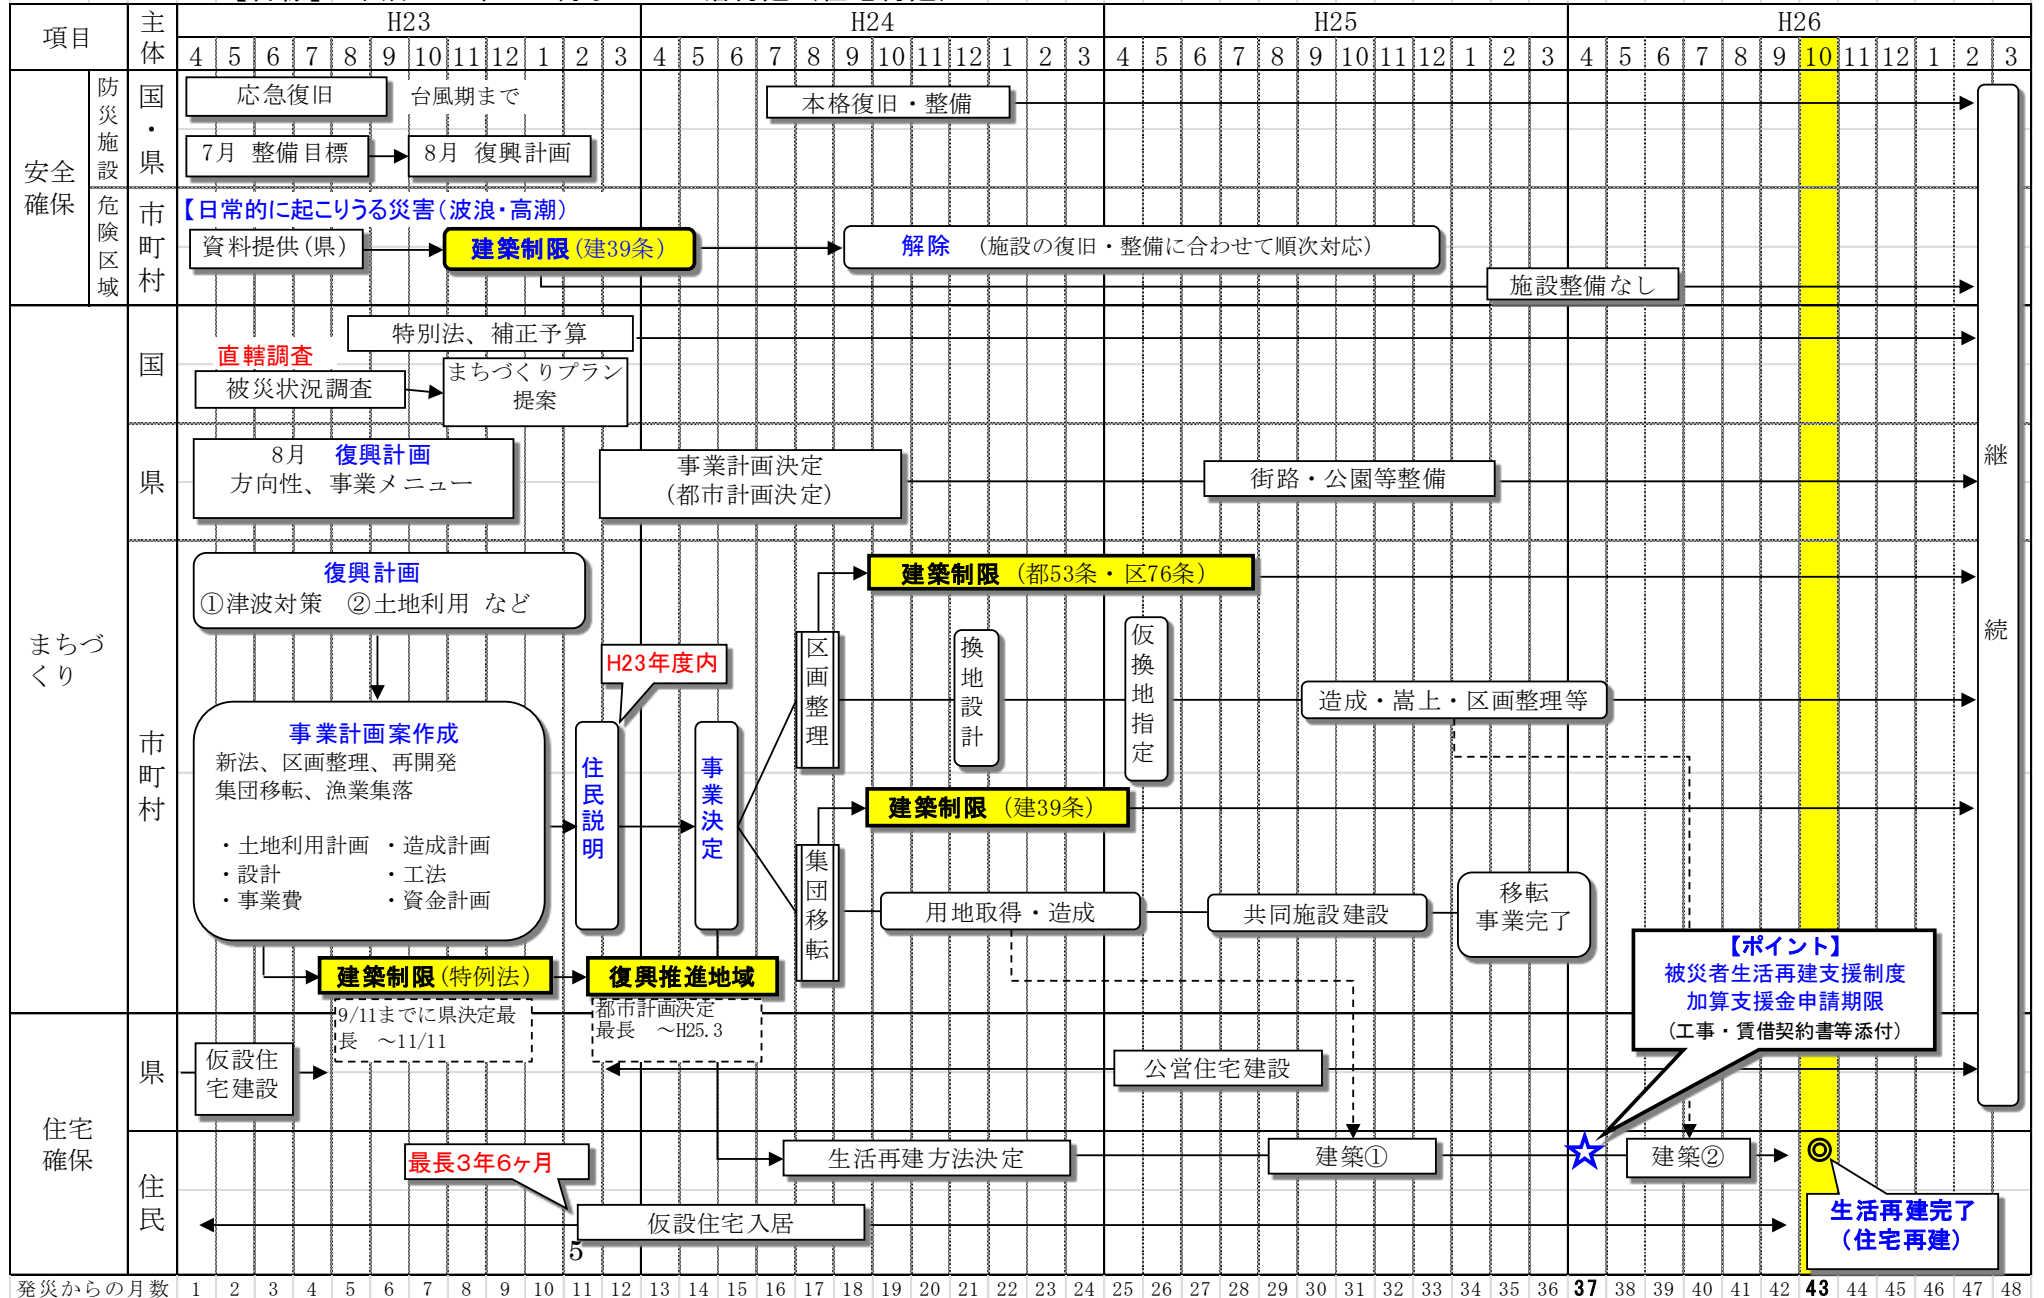 項目
主体
H23
H24
H25
H26
4 5 6 7 8 9 10 11 12 1 2 3 4 5 6 7 8 9 10 11 12 1 2 3 4 5 6 7 8 9 10 11 12 1 2 3 4 5 6 7 8 9 10 11 12 1 2 3
安全確保
防災施設
国・県
応急復旧
台風期まで
本格復旧・整備
7月 整備目標
8月 復興計画
危険区域
市町村
【日常的に起こりうる災害(波浪・高潮)
資料提供(県)
建築制限(建39条)
解除 (施設の復旧・整備に合わせて順次対応)
施設整備なし
まちづくり
国
特別法、補正予算
直轄調査
被災状況調査
まちづくりプラン
提案
県
8月 復興計画
方向性、事業メニュー
事業計画決定
(都市計画決定)
街路・公園等整備
継続
市町村
復興計画
①津波対策 ②土地利用 など
建築制限 (都53条・区76条)
H23年度内
区画整理
換地設計
仮換地指定
造成・嵩上・区画整理等
事業計画案作成
新法、区画整理、再開発
集団移転、漁業集落
・土地利用計画 ・造成計画
・設計 ・工法
・事業費 ・資金計画
住民説明
事業決定
建築制限 (建39条)
集団移転
用地取得・造成
共同施設建設
移転
事業完了
建築制限(特例法)
復興推進地域
9/11までに県決定最
長 ~11/11
都市計画決定
最長 ~H25.3
【ポイント】
被災者生活再建支援制度
加算支援金申請期限
(工事・賃借契約書等添付)
住宅確保
県
仮設住
宅建設
公営住宅建設
住民
最長3年6ヶ月
生活再建方法決定
建築①
☆
建築②
◎
仮設住宅入居
生活再建完了
(住宅再建)
5
発災からの月数 1 2 3 4 5 6 7 8 9 10 11 12 13 14 15 16 17 18 19 20 21 22 23 24 25 26 27 28 29 30 31 32 33 34 35 36 37 38 39 40 41 42 43 44 45 46 47 48